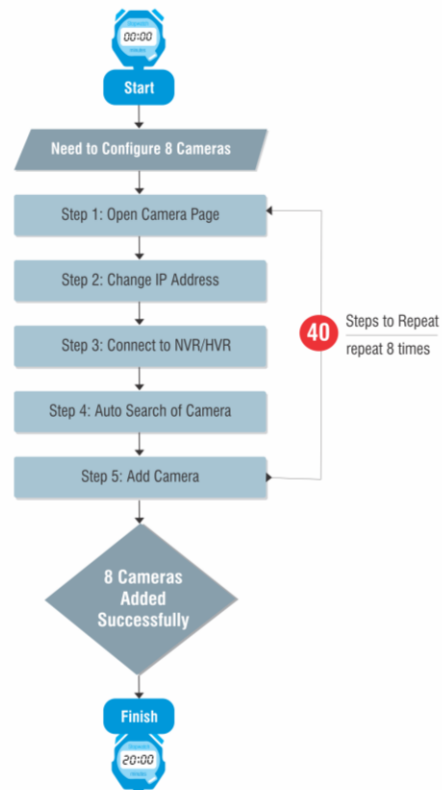 00:00
Start
Need to Configure 8 Cameras
Step 1: Open Camera Page
Step 2: Change IP Address
Step 3: Connect to NVR/HVR
Step 4: Auto Search of Camera
Step 5: Add Camera
40
Steps to Repeat
repeat 8 times
8 Cameras
Added
Successfully
Finish
20:00